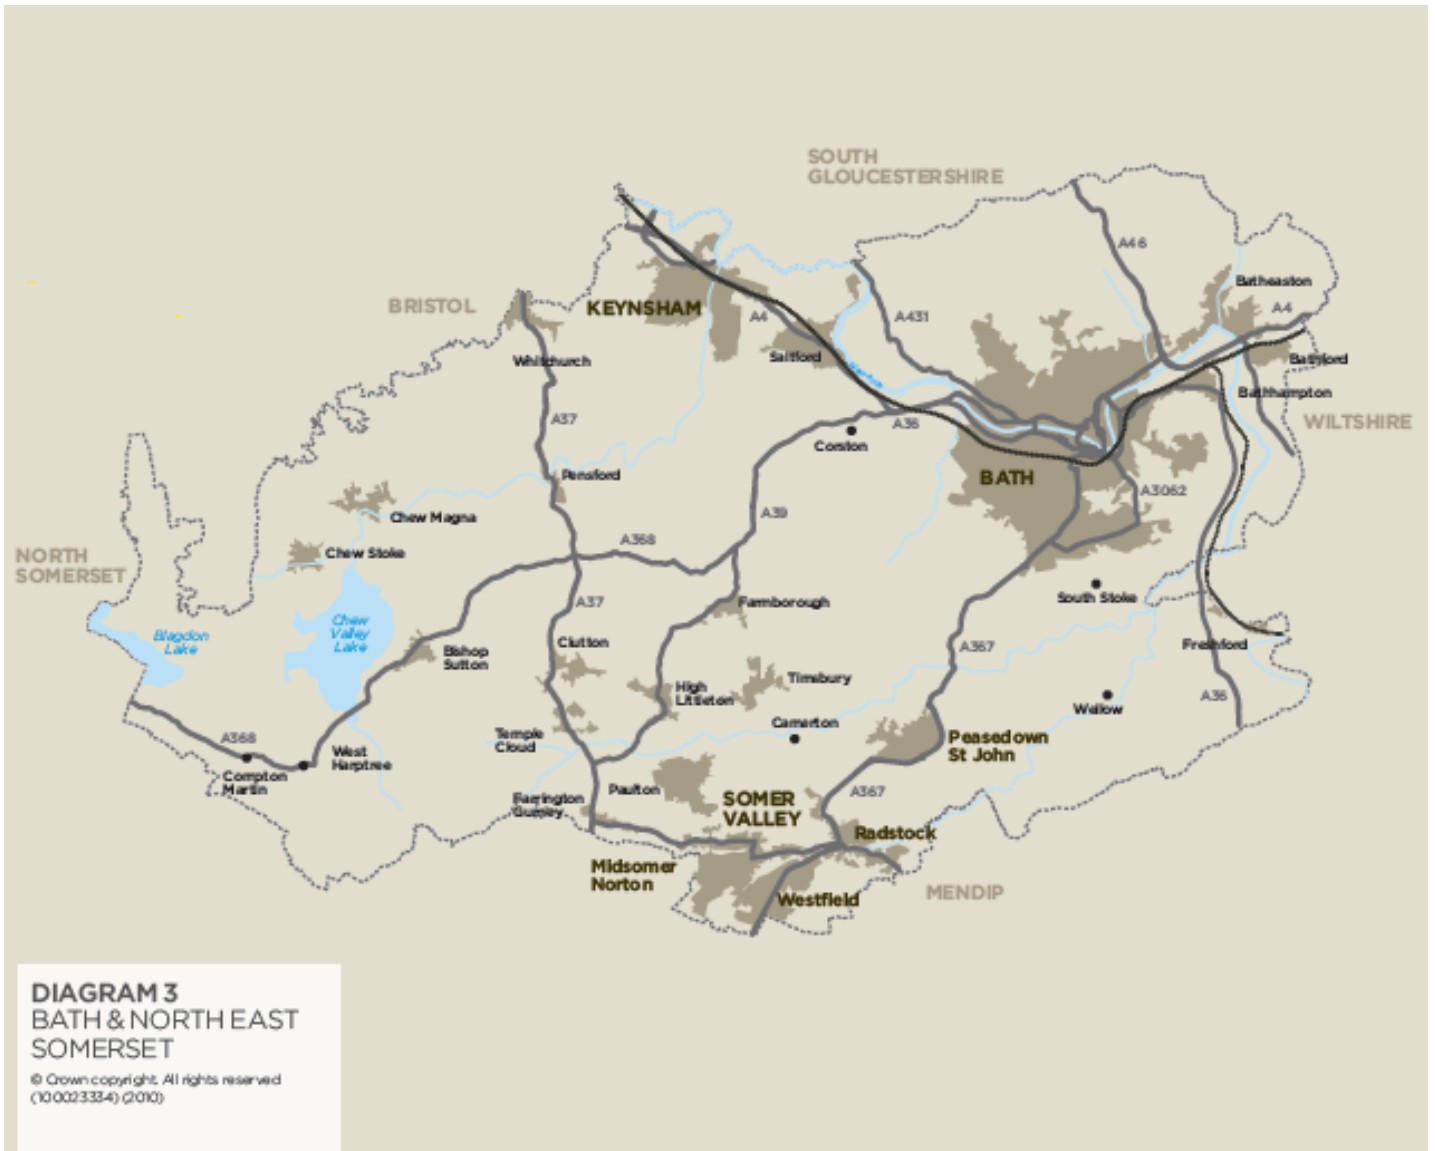 SOUTH
GLOUCESTERSHIRE
A46
Batheaston
BRISTOL
KEYNSHAM
A4
A431
A4
Saltford
Bathford
Whitchurch
Bathhampton
A37
A36
WILTSHIRE
Corston
Pensford
BATH
A3062
Chew Magna
A39
A368
Chew Stoke
NORTH
SOMERSET
South Stoke
A37
Farmborough
Chew
Valley
Lake
Blagdon
Lake
Clutton
Freshford
A367
Bishop
Sutton
Timsbury
High
Littleton
A36
Wellow
Camerton
Temple
Cloud
A368
Peasedown
St John
West
Harptree
Compton
Martin
Paulton
A367
Farrington
Gurney
SOMER
VALLEY
Radstock
Midsomer
Norton
Westfield
MENDIP
DIAGRAM 3
BATH & NORTH EAST
SOMERSET
© Crown copyright. All rights reserved
(100023334) (2010)